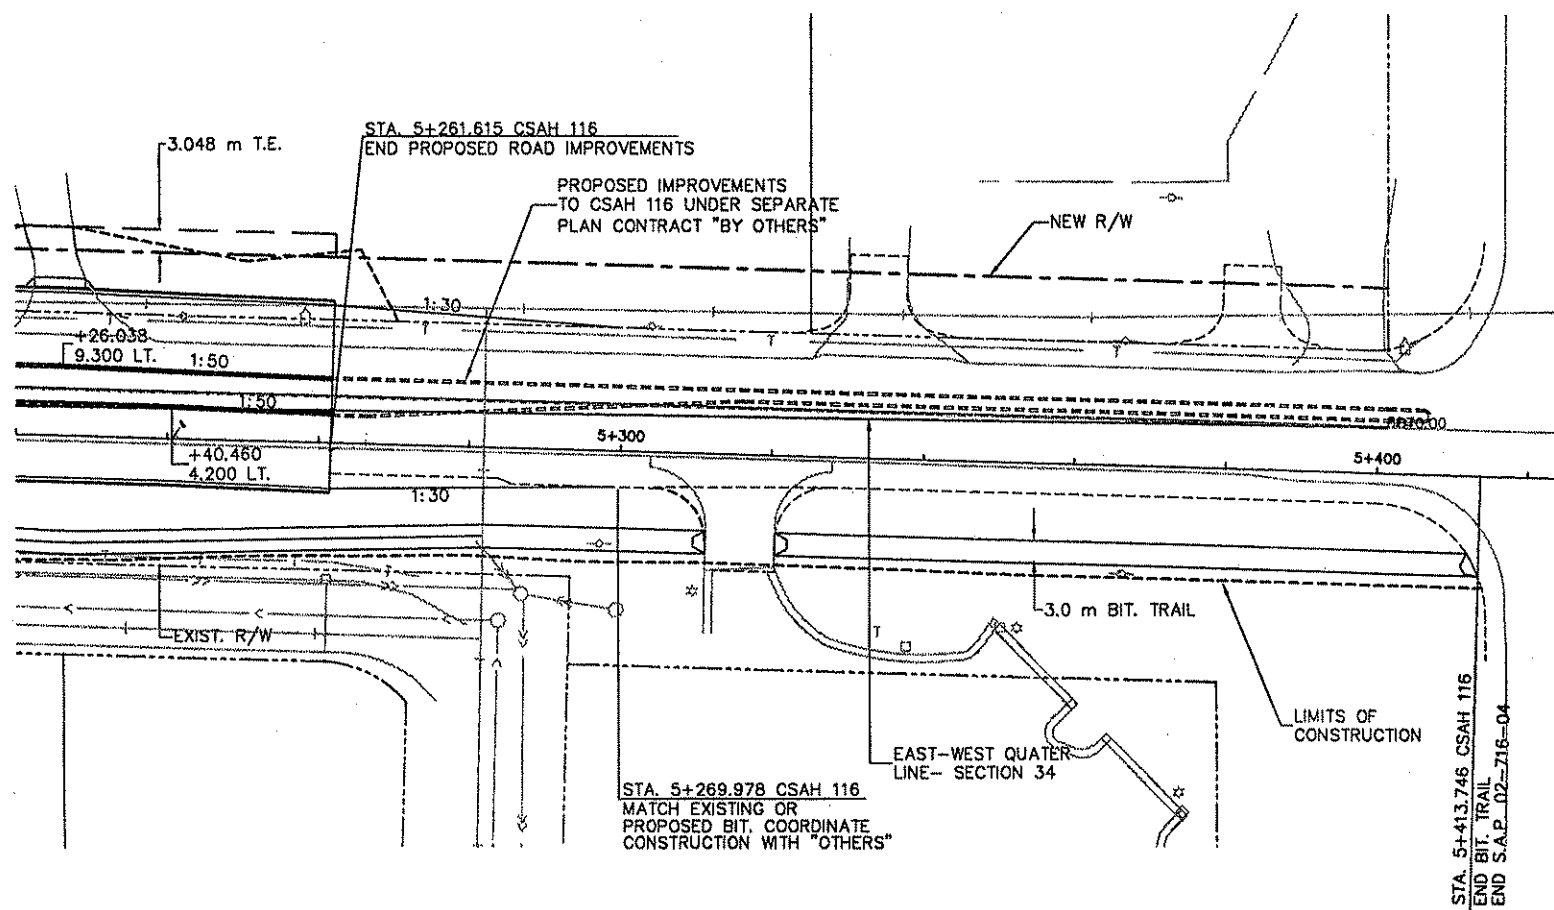 3.048 m T.E.
STA. 5+261.615 CSAH 116
END PROPOSED ROAD IMPROVEMENTS
PROPOSED IMPROVEMENTS
TO CSAH 116 UNDER SEPARATE
PLAN CONTRACT "BY OTHERS"
NEW R/W
1:30
+26.038
9.300 LT.
1:50
1:50
5+300
5+400
+40.460
4.200 LT.
1:30
T
T
T
T
EXIST. R/W
3.0 m BIT. TRAIL
LIMITS OF
CONSTRUCTION
EAST-WEST QUATER
LINE- SECTION 34
STA. 5+269.978 CSAH 116
MATCH EXISTING OR
PROPOSED BIT. COORDINATE
CONSTRUCTION WITH "OTHERS"
STA. 5+413.746 CSAH 116
END BIT. TRAIL
END S.A.P. 02-716-04